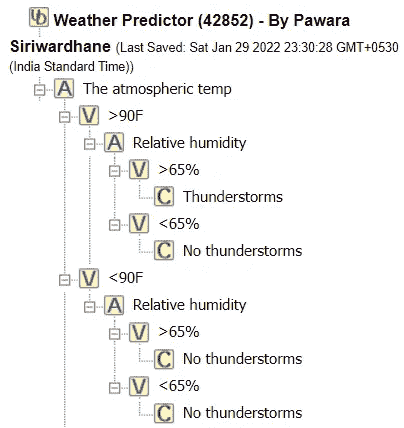 Weather Predictor (42852) - By Pawara
Siriwardhane (Last Saved: Sat Jan 29 2022 23:30:28 GMT+0530
(India Standard Time))
A The atmospheric temp
V >90F
A Relative humidity
V >65%
C Thunderstorms
V <65%
C No thunderstorms
V <90F
A Relative humidity
V >65%
C No thunderstorms
V <65%
C No thunderstorms